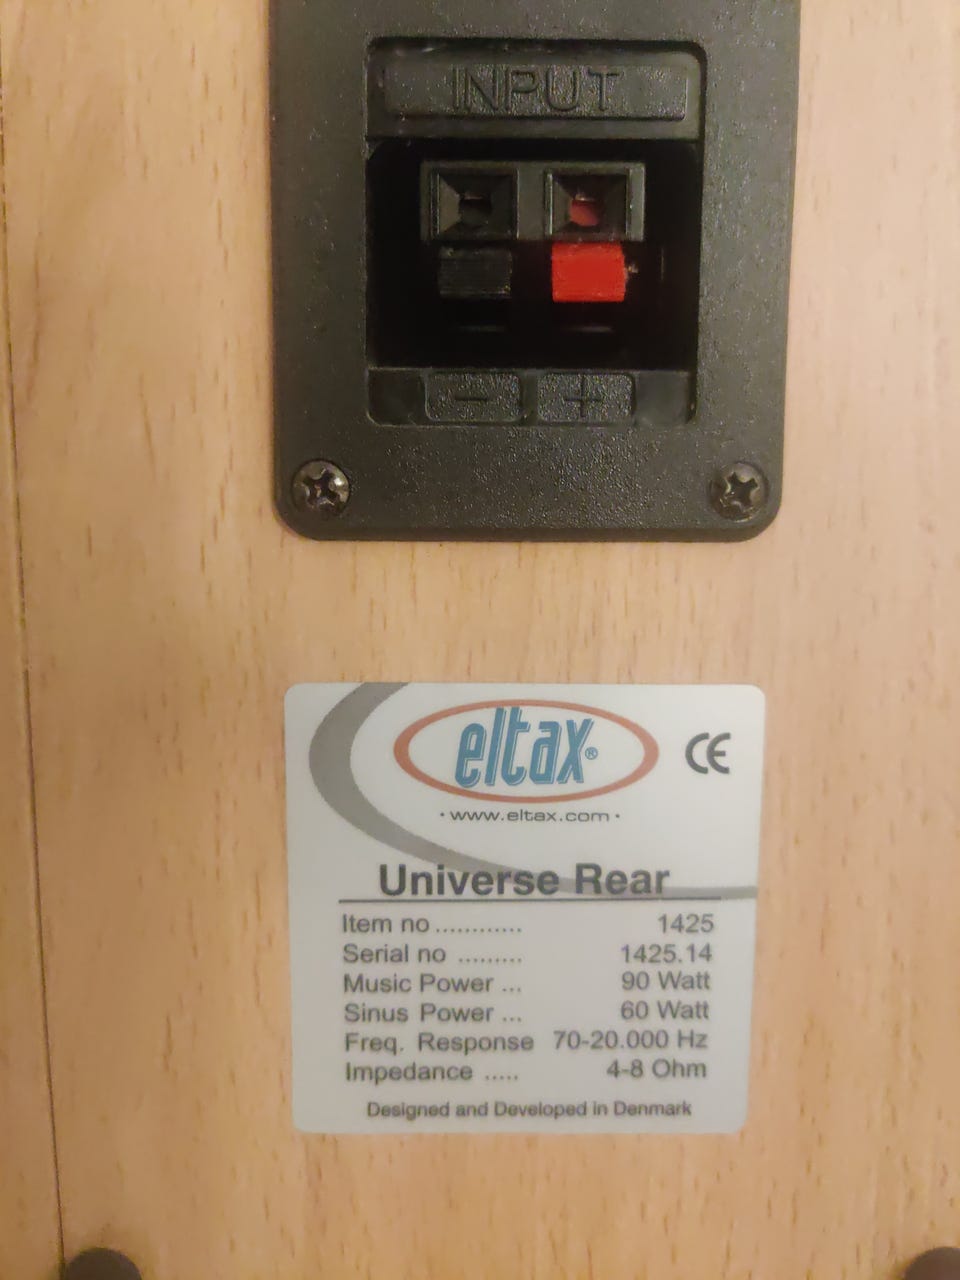 INPUT
- +
eltax®
CE
· www.eltax.com ·
Universe Rear
Item no ............ 1425
Serial no ......... 1425.14
Music Power ... 90 Watt
Sinus Power ... 60 Watt
Freq. Response 70-20.000 Hz
Impedance ..... 4-8 Ohm
Designed and Developed in Denmark